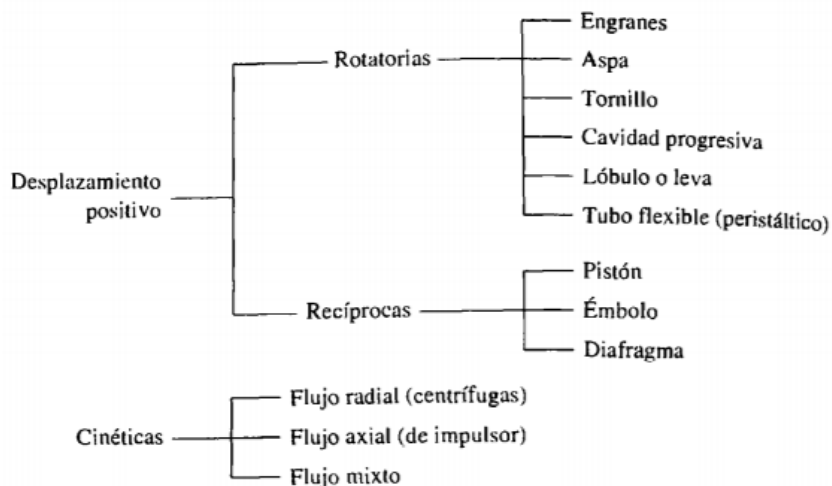 Engranes
Rotatorias
Aspa
Tornillo
Cavidad progresiva
Desplazamiento
positivo
Lóbulo o leva
Tubo flexible (peristáltico)
Pistón
Recíprocas
Émbolo
Diafragma
Flujo radial (centrífugas)
Cinéticas
Flujo axial (de impulsor)
Flujo mixto